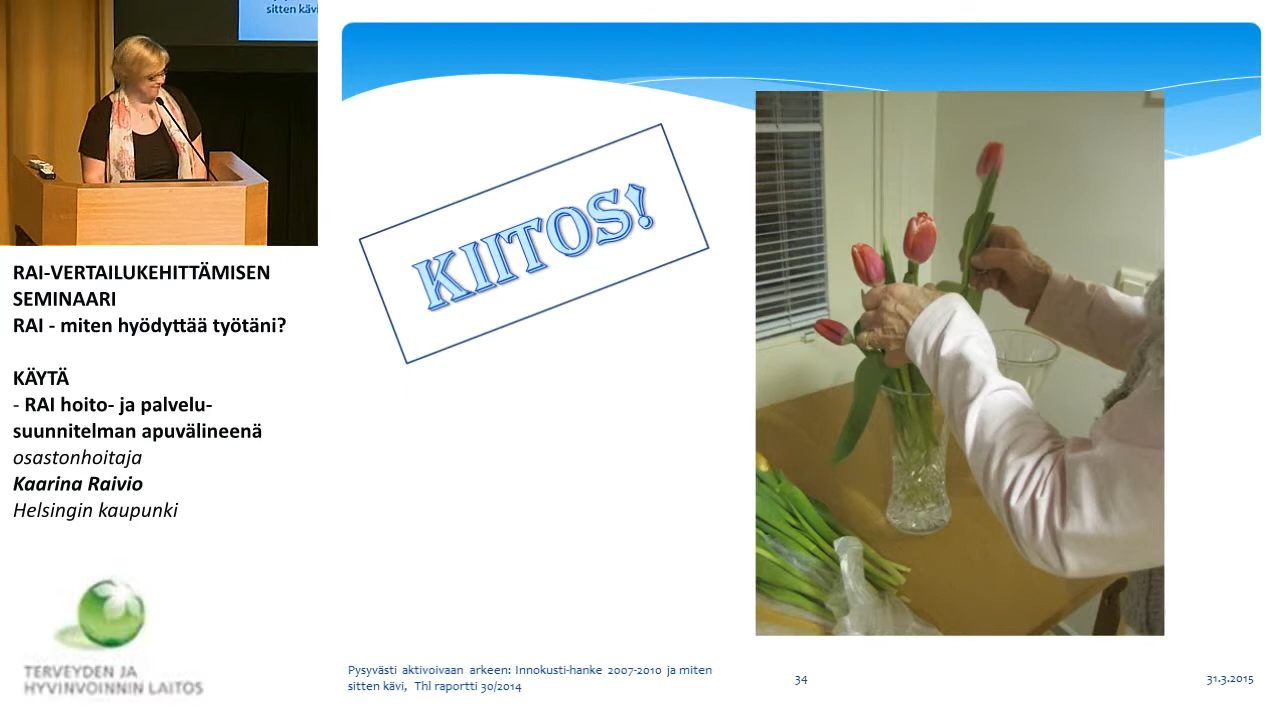 sitten kävi
RAI-VERTAILUKEHITTÄMISEN
SEMINAARI
RAI - miten hyödyttää työtäni?
KÄYTÄ
- RAI hoito- ja palvelu-
suunnitelman apuvälineenä
osastonhoitaja
Kaarina Raivio
Helsingin kaupunki
TERVEYDEN JA
HYVINVOINNIN LAITOS
KIITOS!
Pysyvästi aktivoivaan arkeen: Innokusti-hanke 2007-2010 ja miten
sitten kävi, Thl raportti 30/2014
34
31.3.2015